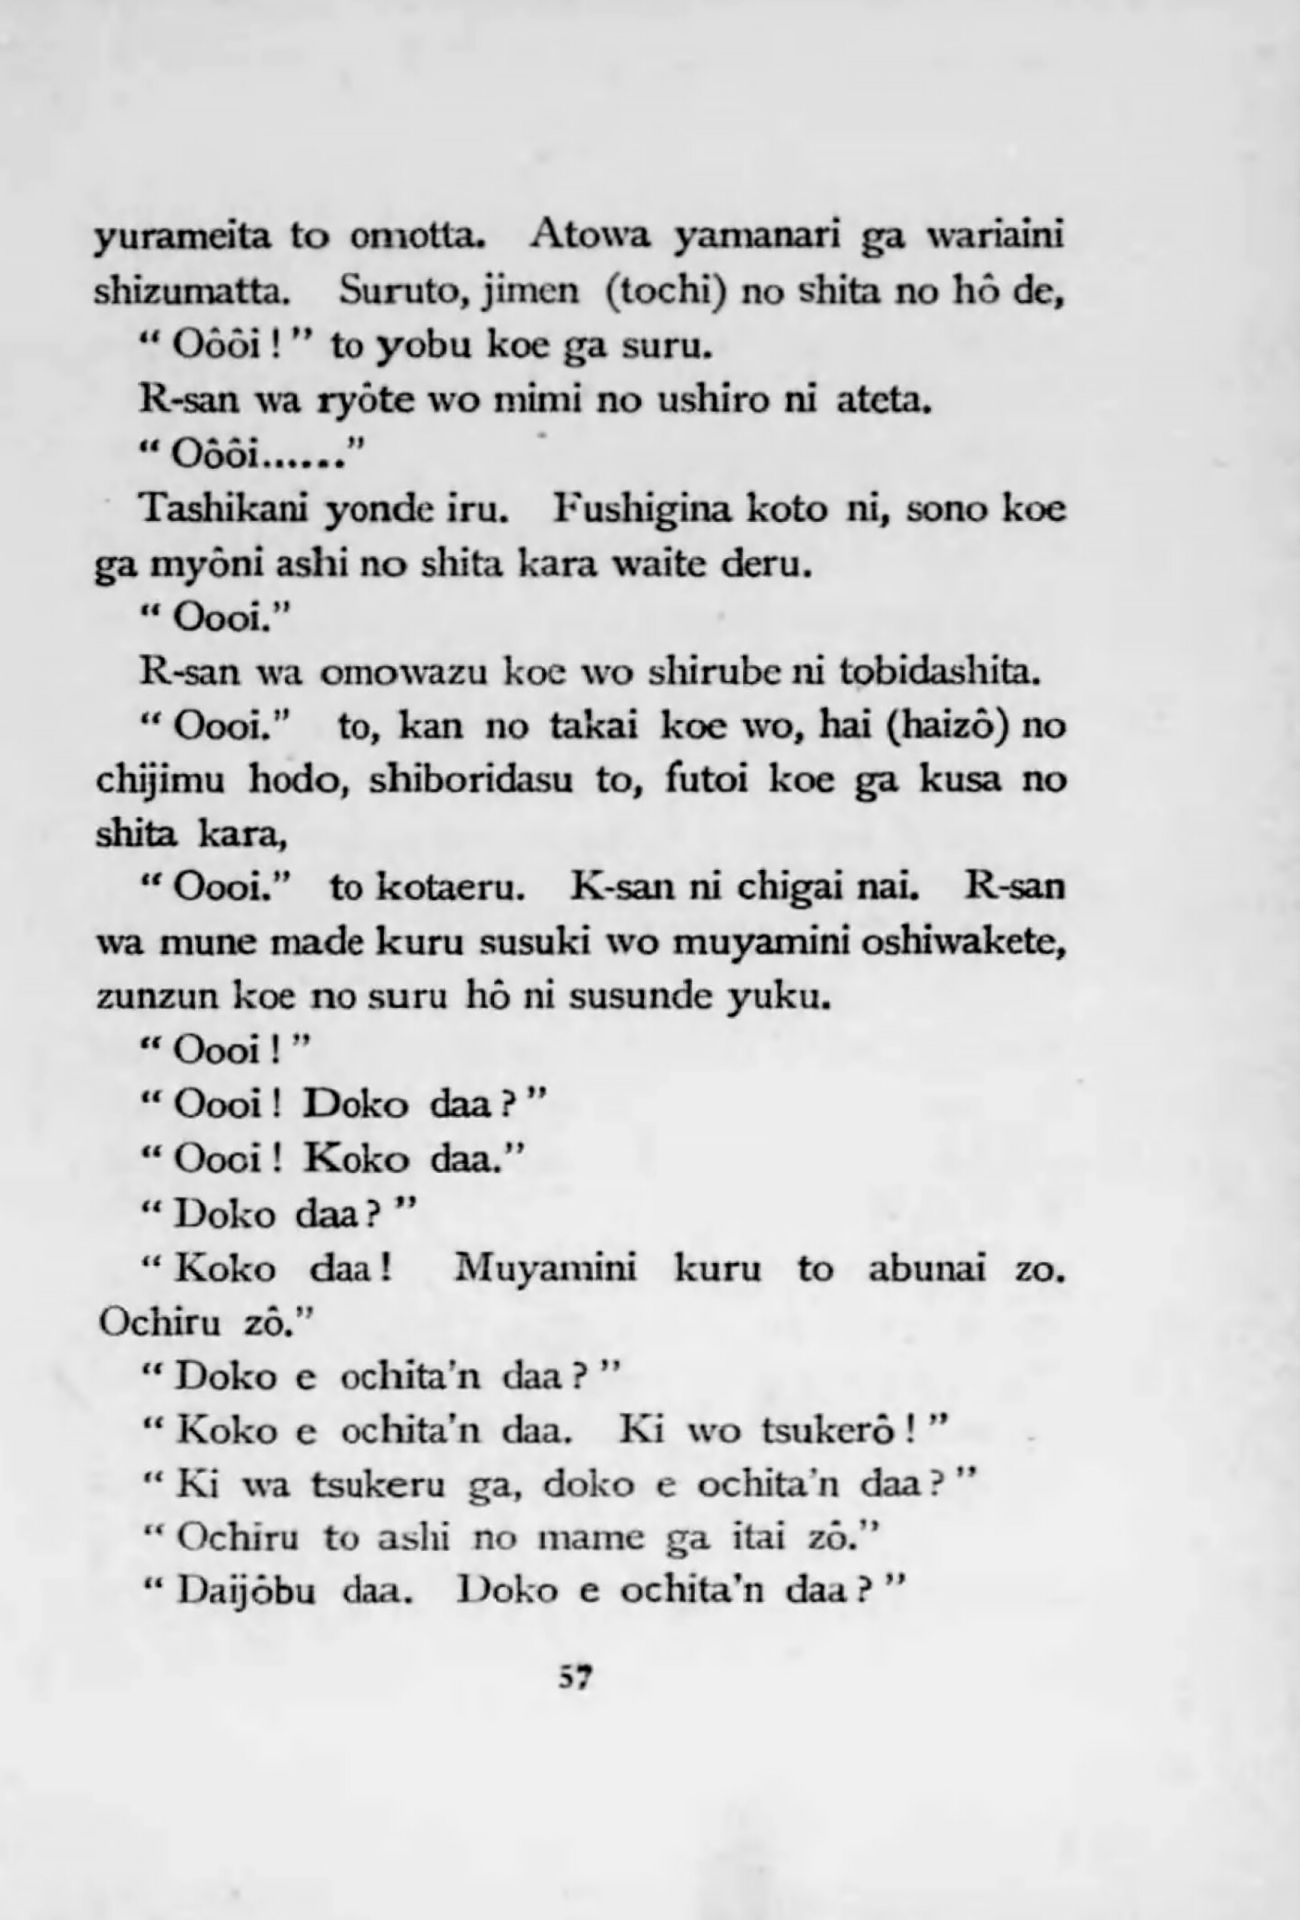 yurameita to omotta. Atowa yamanari ga wariaini
shizumatta. Suruto, jimen (tochi) no shita no hô de,
“ Oôôi ! ” to yobu koe ga suru.
R-san wa ryôte wo mimi no ushiro ni ateta.
“ Oôôi......”
Tashikani yonde iru. Fushigina koto ni, sono koe
ga myôni ashi no shita kara waite deru.
“ Oooi.”
R-san wa omowazu koe wo shirube ni tobidashita.
“ Oooi.” to, kan no takai koe wo, hai (haizô) no
chijimu hodo, shiboridasu to, futoi koe ga kusa no
shita kara,
“ Oooi.” to kotaeru. K-san ni chigai nai. R-san
wa mune made kuru susuki wo muyamini oshiwakete,
zunzun koe no suru hô ni susunde yuku.
“ Oooi ! ”
“ Oooi ! Doko daa ? ”
“ Oooi ! Koko daa.”
“ Doko daa ? ”
“ Koko daa ! Muyamini kuru to abunai zo.
Ochiru zô.”
“ Doko e ochita’n daa ? ”
“ Koko e ochita’n daa. Ki wo tsukerô ! ”
“ Ki wa tsukeru ga, doko e ochita’n daa ? ”
“ Ochiru to ashi no mame ga itai zô.”
“ Daijôbu daa. Doko e ochita’n daa ? ”
57